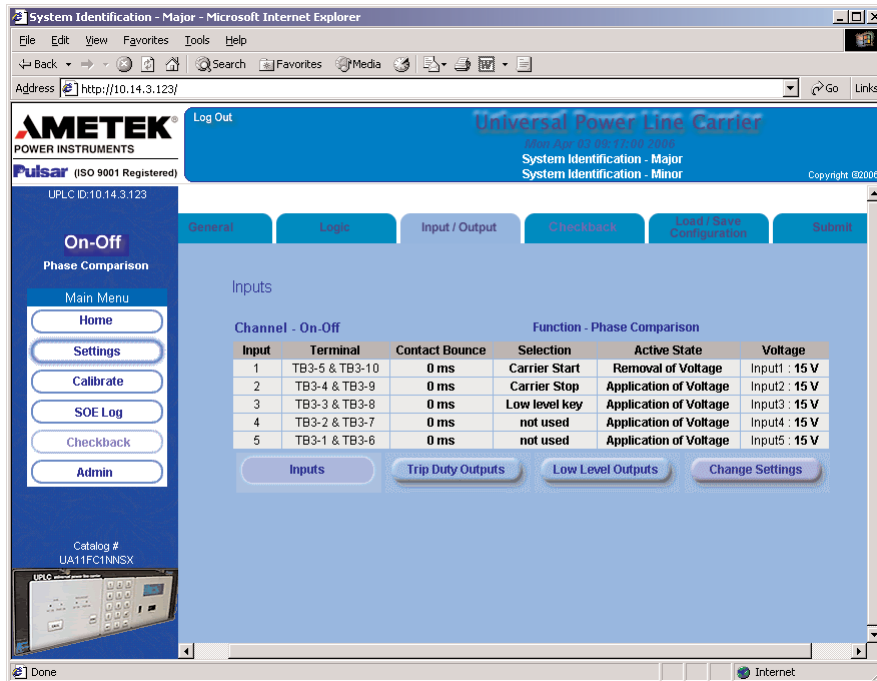 System Identification - Major - Microsoft Internet Explorer
File Edit View Favorites Tools Help
Back Search Favorites Media
Address http://10.14.3.123/ Go Links
AMETEK®
POWER INSTRUMENTS
Pulsar (ISO 9001 Registered)
Log Out
Universal Power Line Carrier
Mon Apr 03 09:17:00 2006
System Identification - Major
System Identification - Minor
Copyright ©2006
UPLC ID:10.14.3.123
On-Off
Phase Comparison
Main Menu
Home
Settings
Calibrate
SOE Log
Checkback
Admin
Catalog #
UA11FC1NNSX
UPLC universal power line carrier
General Logic Input / Output Checkback Load / Save Configuration Submit
Inputs
Channel - On-Off Function - Phase Comparison
Input Terminal Contact Bounce Selection Active State Voltage
1 TB3-5 & TB3-10 0 ms Carrier Start Removal of Voltage Input1 : 15 V
2 TB3-4 & TB3-9 0 ms Carrier Stop Application of Voltage Input2 : 15 V
3 TB3-3 & TB3-8 0 ms Low level key Application of Voltage Input3 : 15 V
4 TB3-2 & TB3-7 0 ms not used Application of Voltage Input4 : 15 V
5 TB3-1 & TB3-6 0 ms not used Application of Voltage Input5 : 15 V
Inputs Trip Duty Outputs Low Level Outputs Change Settings
Done Internet